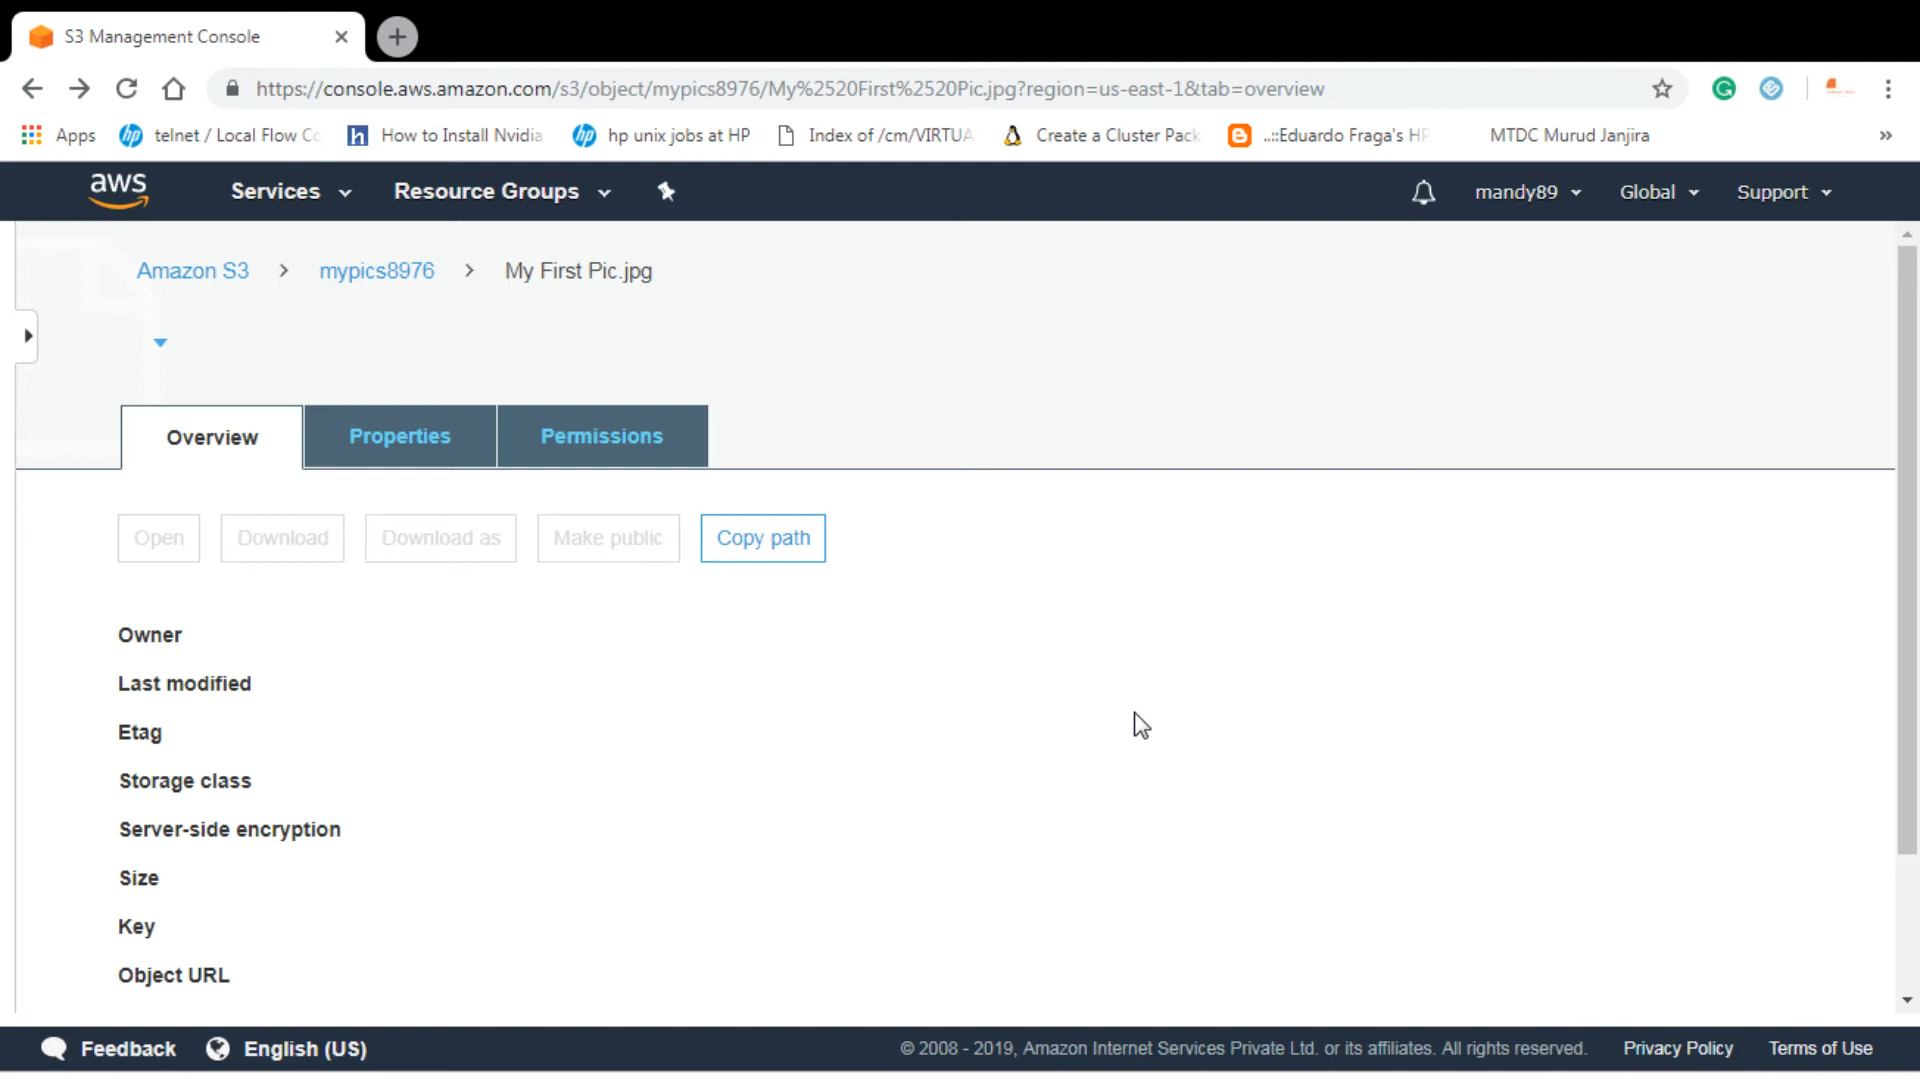 S3 Management Console
https://console.aws.amazon.com/s3/object/mypics8976/My%2520First%2520Pic.jpg?region=us-east-1&tab=overview
Apps telnet / Local Flow Co How to Install Nvidia hp unix jobs at HP Index of /cm/VIRTUA Create a Cluster Pack ..::Eduardo Fraga's HP MTDC Murud Janjira »
aws Services Resource Groups mandy89 Global Support
Amazon S3 > mypics8976 > My First Pic.jpg
Overview Properties Permissions
Open Download Download as Make public Copy path
Owner
Last modified
Etag
Storage class
Server-side encryption
Size
Key
Object URL
Feedback English (US) © 2008 - 2019, Amazon Internet Services Private Ltd. or its affiliates. All rights reserved. Privacy Policy Terms of Use